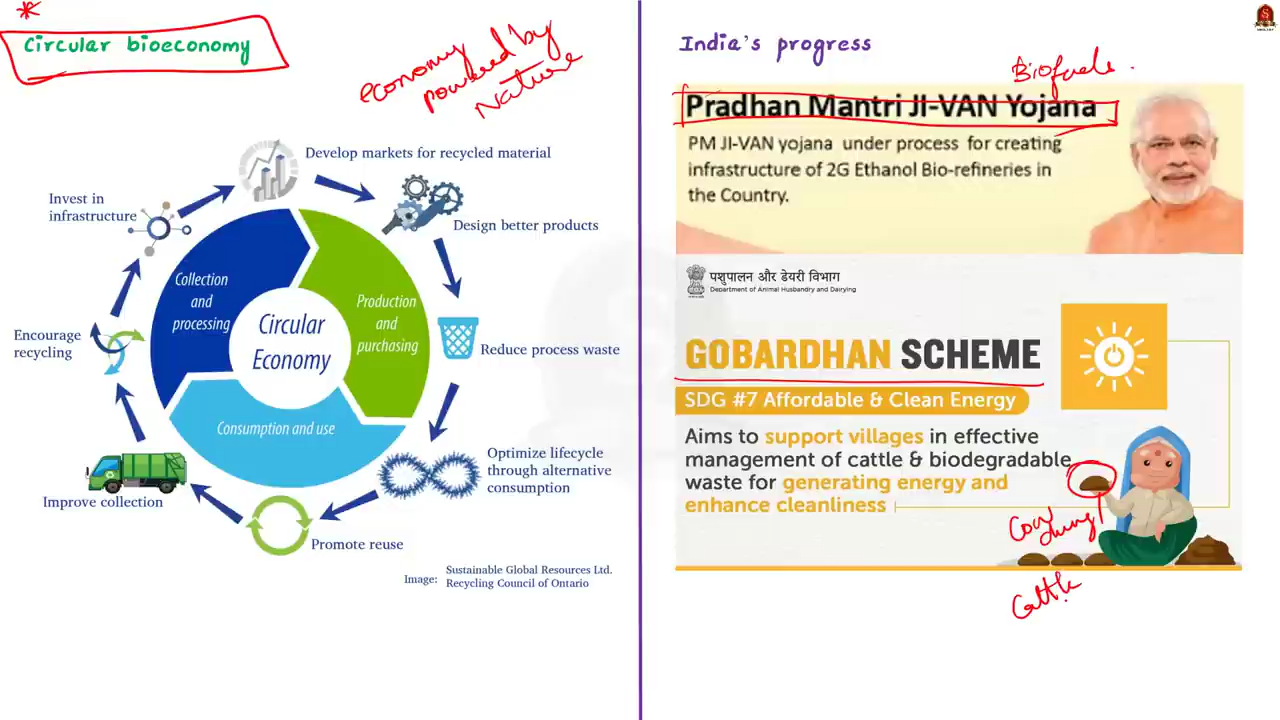 *
Circular bioeconomy
economy
powered by
Nature
Develop markets for recycled material
Invest in
infrastructure
Design better products
Collection
and
processing
Production
and
purchasing
Circular
Economy
Encourage
recycling
Reduce process waste
Consumption and use
Optimize lifecycle
through alternative
consumption
Improve collection
Promote reuse
Image:
Sustainable Global Resources Ltd.
Recycling Council of Ontario
India's progress
Biofuels.
Pradhan Mantri JI-VAN Yojana
PM JI-VAN yojana under process for creating
infrastructure of 2G Ethanol Bio-refineries in
the Country.
पशुपालन और डेयरी विभाग
Department of Animal Husbandry and Dairying
GOBARDHAN SCHEME
SDG #7 Affordable & Clean Energy
Aims to support villages in effective
management of cattle & biodegradable
waste for generating energy and
enhance cleanliness
Cow
dung
Cattle